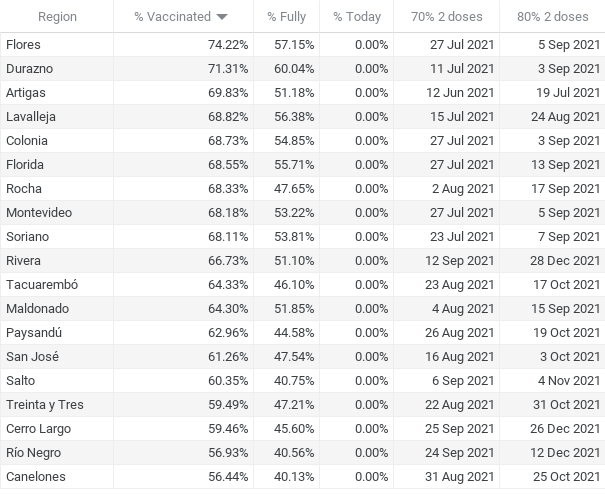 Region % Vaccinated % Fully % Today 70% 2 doses 80% 2 doses
Flores 74.22% 57.15% 0.00% 27 Jul 2021 5 Sep 2021
Durazno 71.31% 60.04% 0.00% 11 Jul 2021 3 Sep 2021
Artigas 69.83% 51.18% 0.00% 12 Jun 2021 19 Jul 2021
Lavalleja 68.82% 56.38% 0.00% 15 Jul 2021 24 Aug 2021
Colonia 68.73% 54.85% 0.00% 27 Jul 2021 3 Sep 2021
Florida 68.55% 55.71% 0.00% 27 Jul 2021 13 Sep 2021
Rocha 68.33% 47.65% 0.00% 2 Aug 2021 17 Sep 2021
Montevideo 68.18% 53.22% 0.00% 27 Jul 2021 5 Sep 2021
Soriano 68.11% 53.81% 0.00% 23 Jul 2021 7 Sep 2021
Rivera 66.73% 51.10% 0.00% 12 Sep 2021 28 Dec 2021
Tacuarembó 64.33% 46.10% 0.00% 23 Aug 2021 17 Oct 2021
Maldonado 64.30% 51.85% 0.00% 4 Aug 2021 15 Sep 2021
Paysandú 62.96% 44.58% 0.00% 26 Aug 2021 19 Oct 2021
San José 61.26% 47.54% 0.00% 16 Aug 2021 3 Oct 2021
Salto 60.35% 40.75% 0.00% 6 Sep 2021 4 Nov 2021
Treinta y Tres 59.49% 47.21% 0.00% 22 Aug 2021 31 Oct 2021
Cerro Largo 59.46% 45.60% 0.00% 25 Sep 2021 26 Dec 2021
Río Negro 56.93% 40.56% 0.00% 24 Sep 2021 12 Dec 2021
Canelones 56.44% 40.13% 0.00% 31 Aug 2021 25 Oct 2021